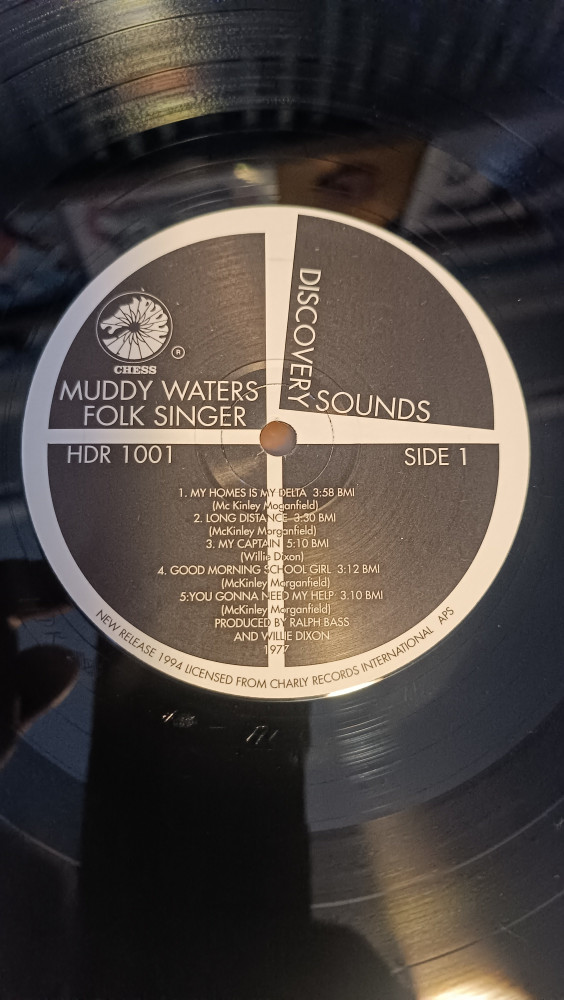 DISCOVERY
SOUNDS
CHESS
®
MUDDY WATERS
FOLK SINGER
HDR 1001
SIDE 1
1. MY HOMES IS MY DELTA 3:58 BMI
(Mc Kinley Moganfield)
2. LONG DISTANCE 3:30 BMI
(McKinley Morganfield)
3. MY CAPTAIN 5:10 BMI
(Willie Dixon)
4. GOOD MORNING SCHOOL GIRL 3:12 BMI
(McKinley Morganfield)
5:YOU GONNA NEED MY HELP 3.10 BMI
(McKinley Morganfield)
PRODUCED BY RALPH BASS
AND WILLIE DIXON
1977
NEW RELEASE 1994 LICENSED FROM CHARLY RECORDS INTERNATIONAL APS